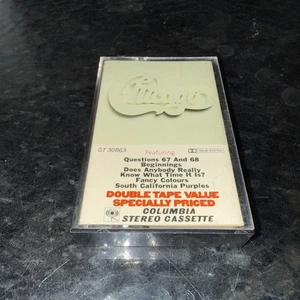 Chicago
GT 30863
Featuring
Questions 67 And 68
Beginnings
Does Anybody Really
Know What Time It Is?
Fancy Colours
South California Purples
DOUBLE TAPE VALUE
SPECIALLY PRICED
COLUMBIA
STEREO CASSETTE